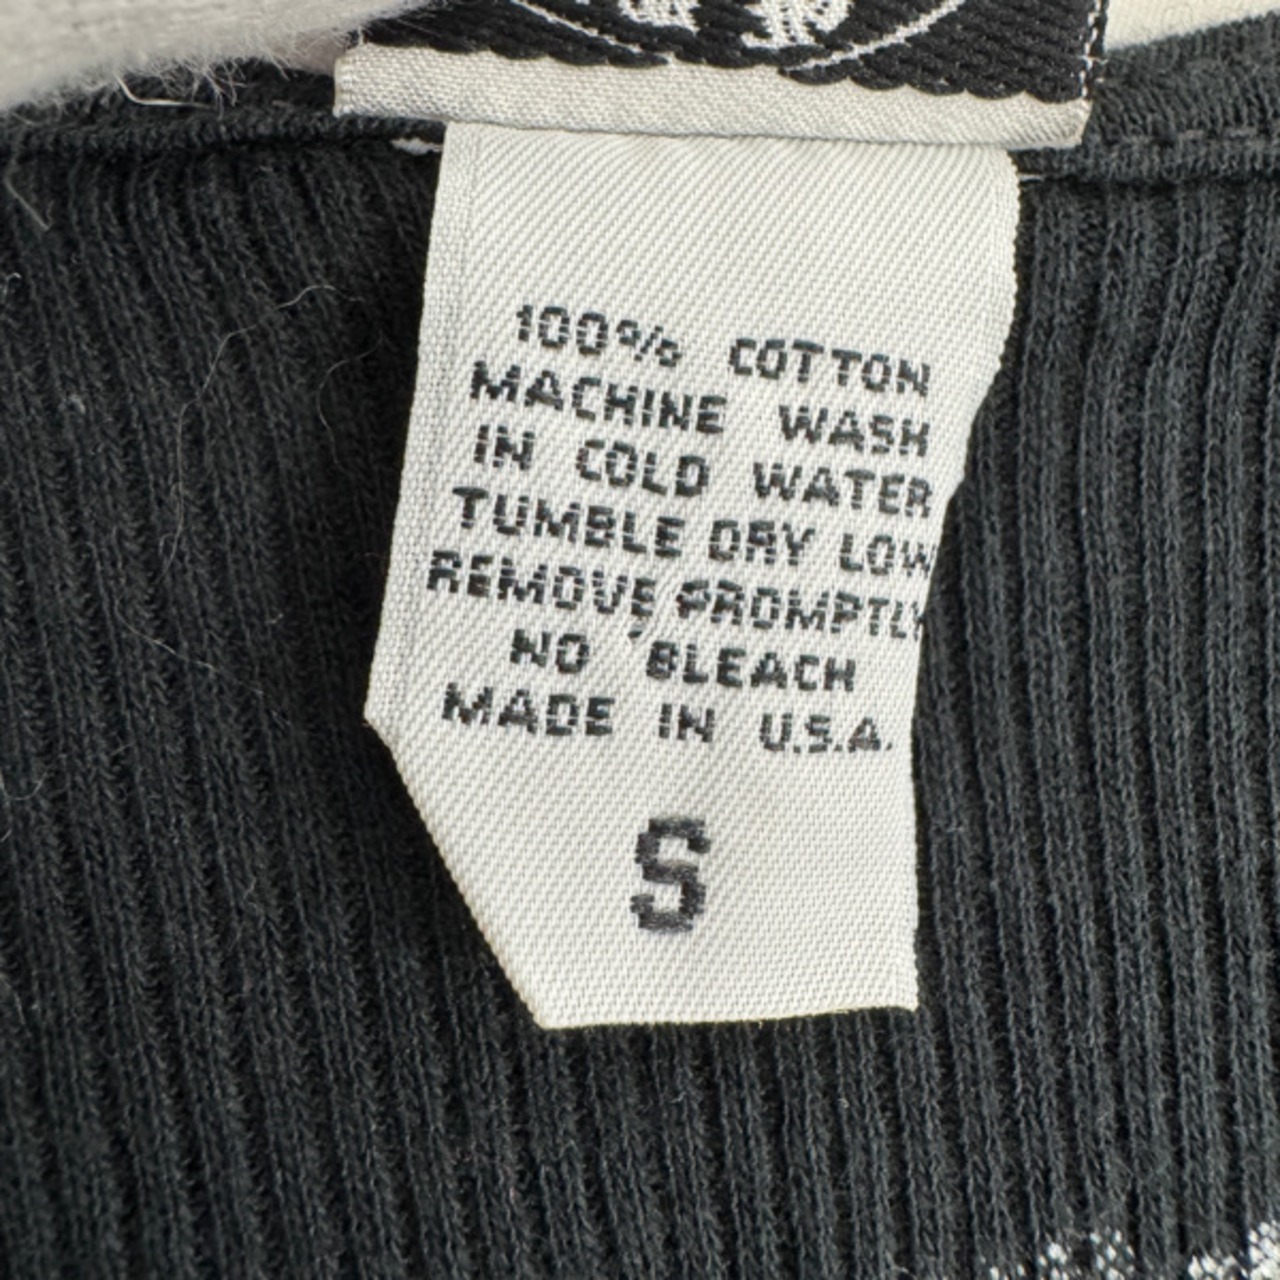 100% COTTON
MACHINE WASH
IN COLD WATER
TUMBLE DRY LOW
REMOVE PROMPTLY
NO BLEACH
MADE IN U.S.A.
S